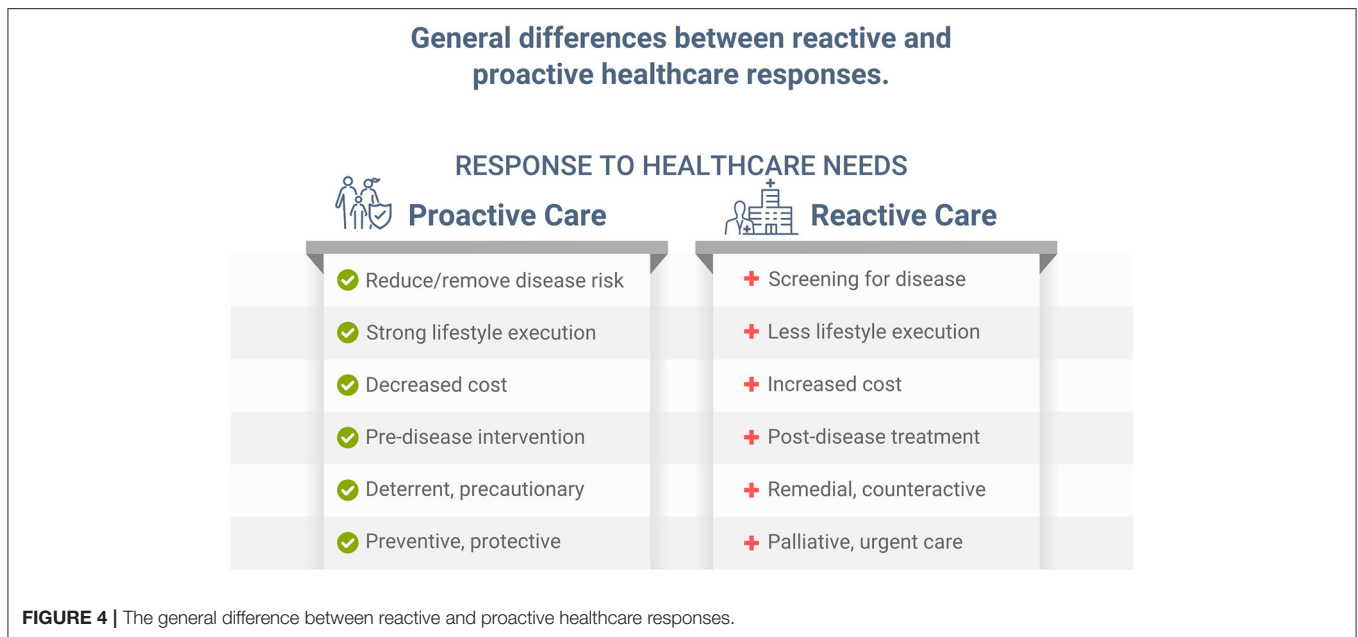 General differences between reactive and
proactive healthcare responses.
RESPONSE TO HEALTHCARE NEEDS
Proactive Care
Reduce/remove disease risk
Strong lifestyle execution
Decreased cost
Pre-disease intervention
Deterrent, precautionary
Preventive, protective
Reactive Care
Screening for disease
Less lifestyle execution
Increased cost
Post-disease treatment
Remedial, counteractive
Palliative, urgent care
FIGURE 4 | The general difference between reactive and proactive healthcare responses.